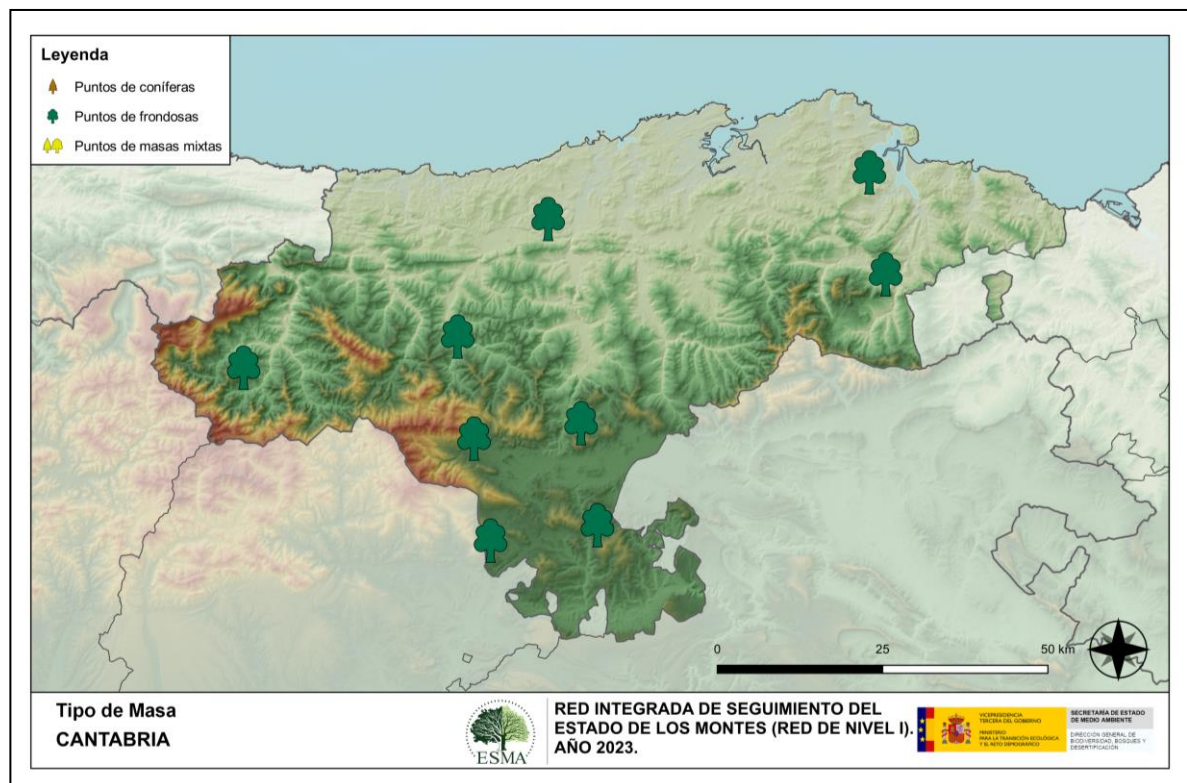 Leyenda
Puntos de coníferas
Puntos de frondosas
Puntos de masas mixtas
0
25
50 km
Tipo de Masa
CANTABRIA
ESMA
RED INTEGRADA DE SEGUIMIENTO DEL
ESTADO DE LOS MONTES (RED DE NIVEL I).
AÑO 2023.
VICEPRESIDENCIA
TERCERA DEL GOBIERNO
MINISTERIO
PARA LA TRANSICIÓN ECOLÓGICA
Y EL RETO DEMOGRÁFICO
SECRETARÍA DE ESTADO
DE MEDIO AMBIENTE
DIRECCIÓN GENERAL DE
BIODIVERSIDAD, BOSQUES Y
DESERTIFICACIÓN